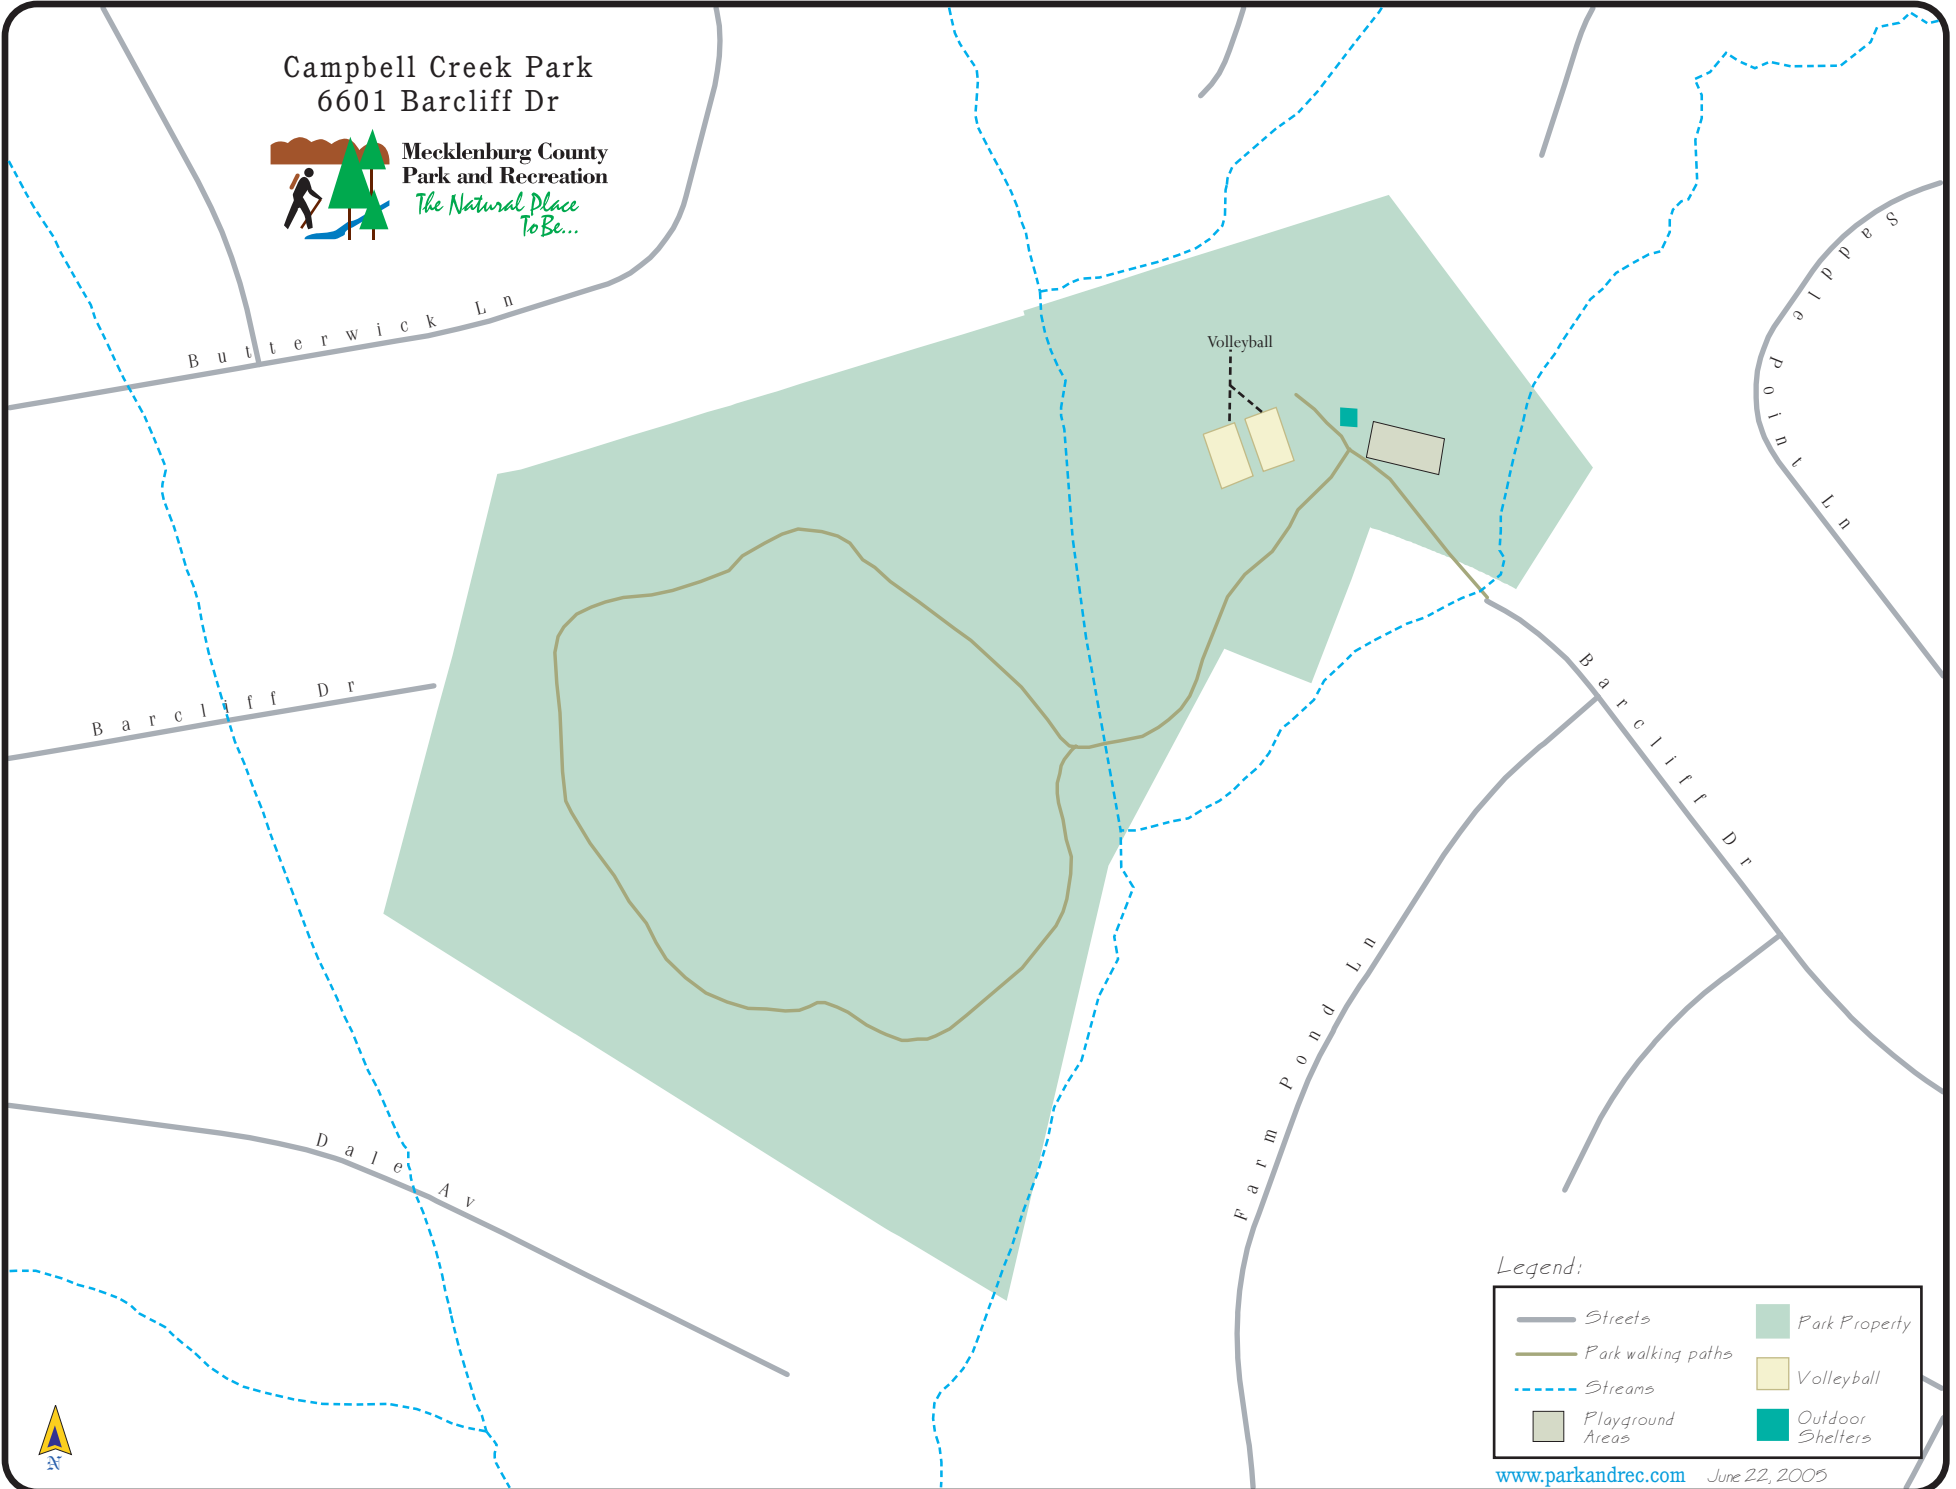 Campbell Creek Park
6601 Barcliff Dr
Mecklenburg County
Park and Recreation
The Natural Place
To Be...
Butterwick Ln
Saddle Point Ln
Volleyball
Barcliff Dr
Barcliff Dr
Farm Pond Ln
Dale Av
Legend:
Streets
Park Property
Park walking paths
Volleyball
Streams
Playground
Areas
Outdoor
Shelters
N
www.parkandrec.com June 22, 2005